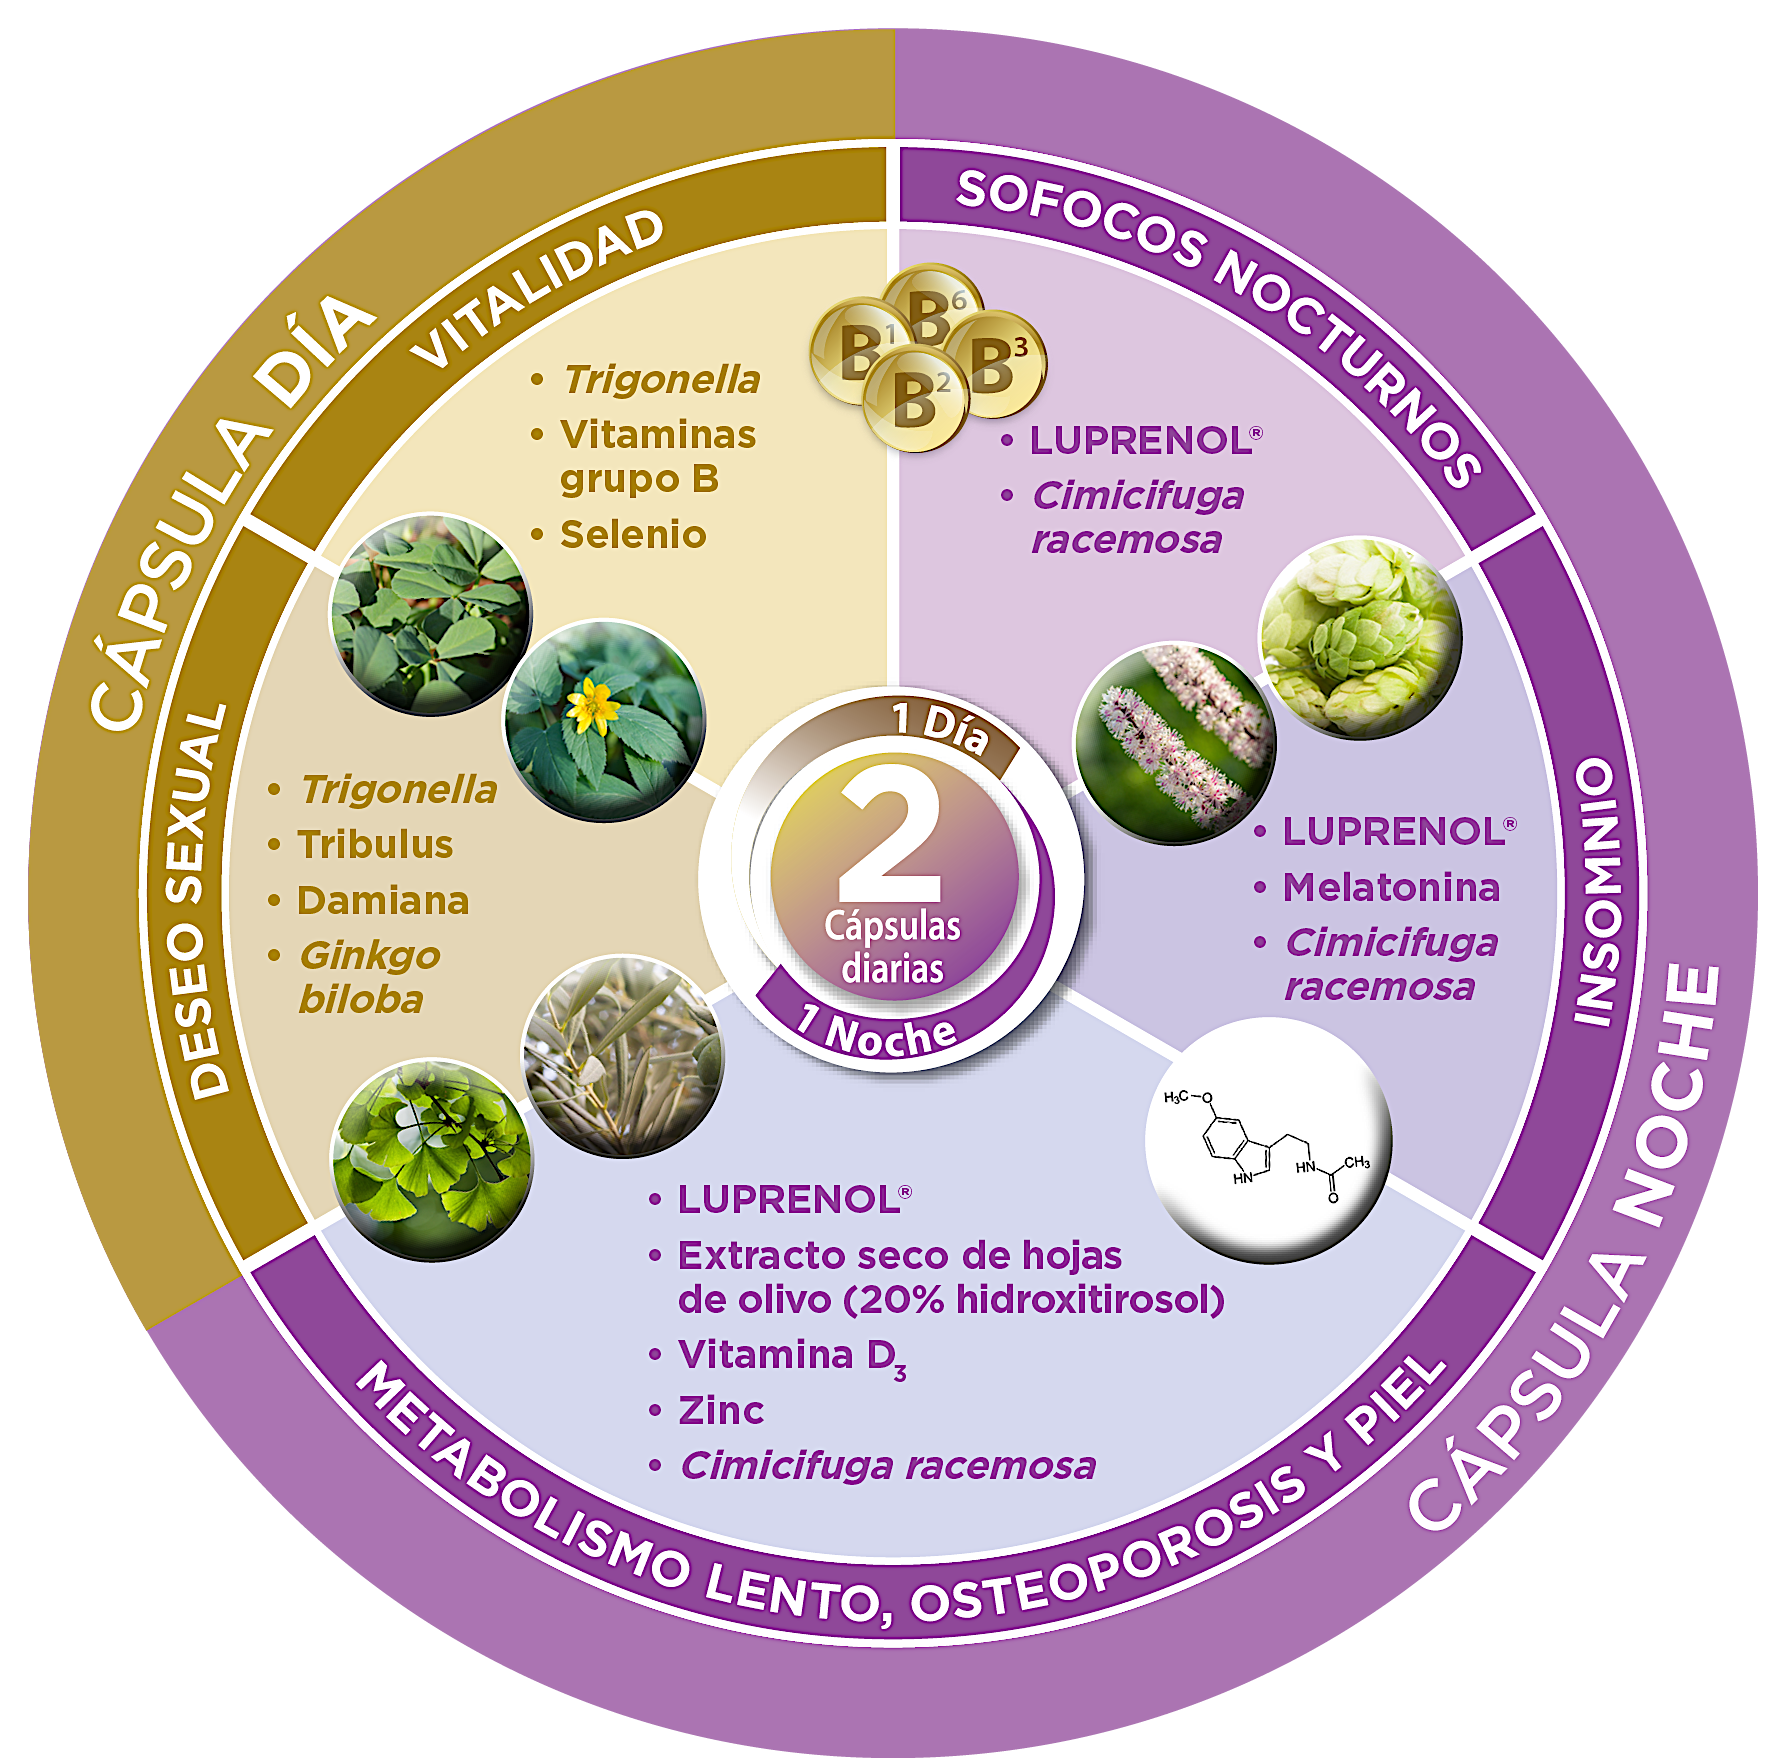 CÁPSULA DÍA
VITALIDAD
• Trigonella
• Vitaminas
grupo B
• Selenio
DESEO SEXUAL
• Trigonella
• Tribulus
• Damiana
• Ginkgo
biloba
B6
B1
B3
B2
SOFOCOS NOCTURNOS
• LUPRENOL®
• Cimicifuga
racemosa
INSOMNIO
• LUPRENOL®
• Melatonina
• Cimicifuga
racemosa
CÁPSULA NOCHE
1 Día
2
Cápsulas
diarias
1 Noche
H3C
O
HN
HN
CH3
O
• LUPRENOL®
• Extracto seco de hojas
de olivo (20% hidroxitirosol)
• Vitamina D3
• Zinc
• Cimicifuga racemosa
METABOLISMO LENTO, OSTEOPOROSIS Y PIEL